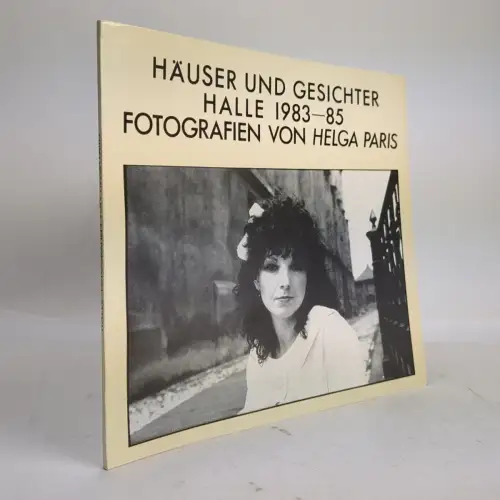 HÄUSER UND GESICHTER
HALLE 1983–85
FOTOGRAFIEN VON HELGA PARIS